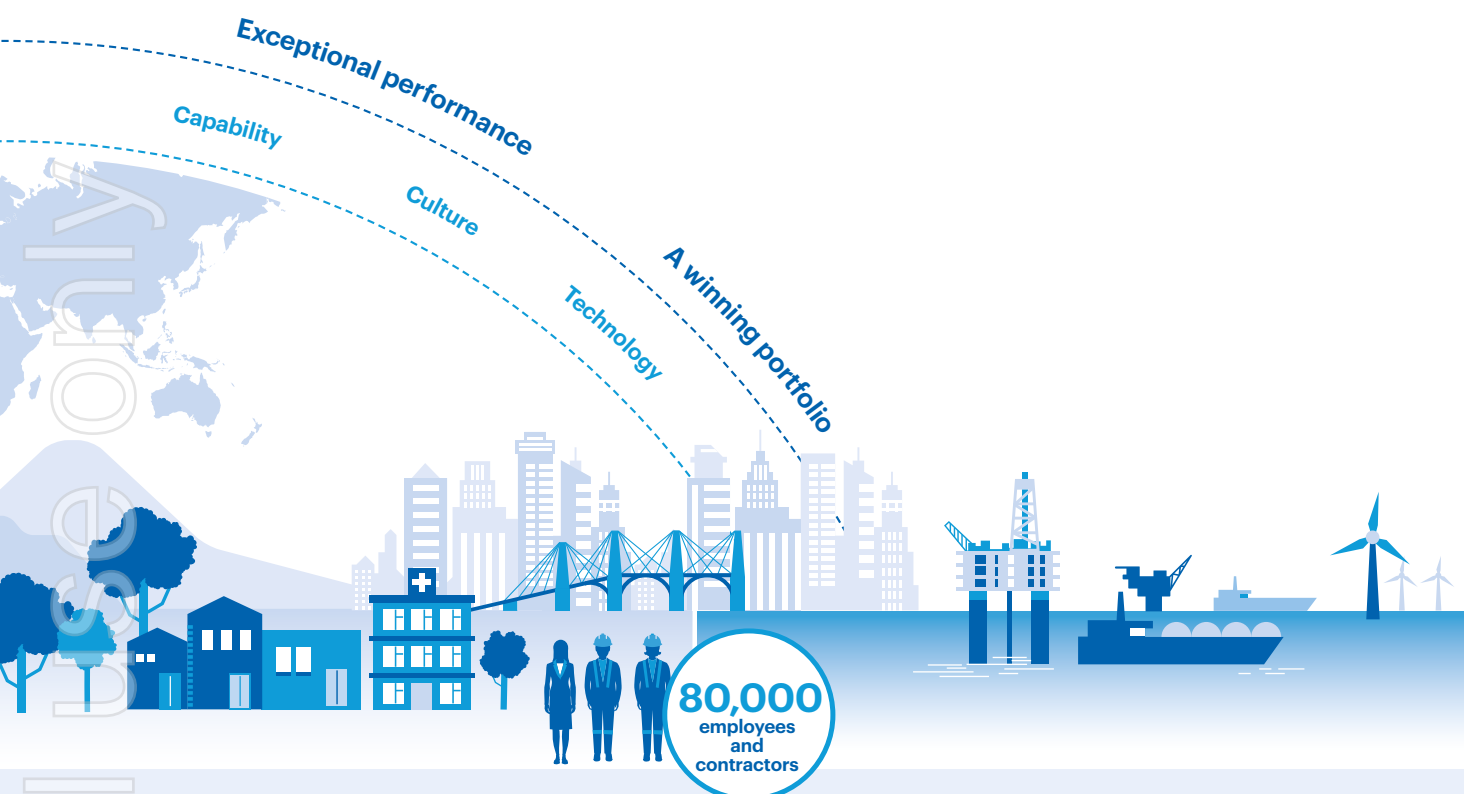 Exceptional performance
Capability
Culture
A winning portfolio
Technology
80,000
employees
and
contractors
use only